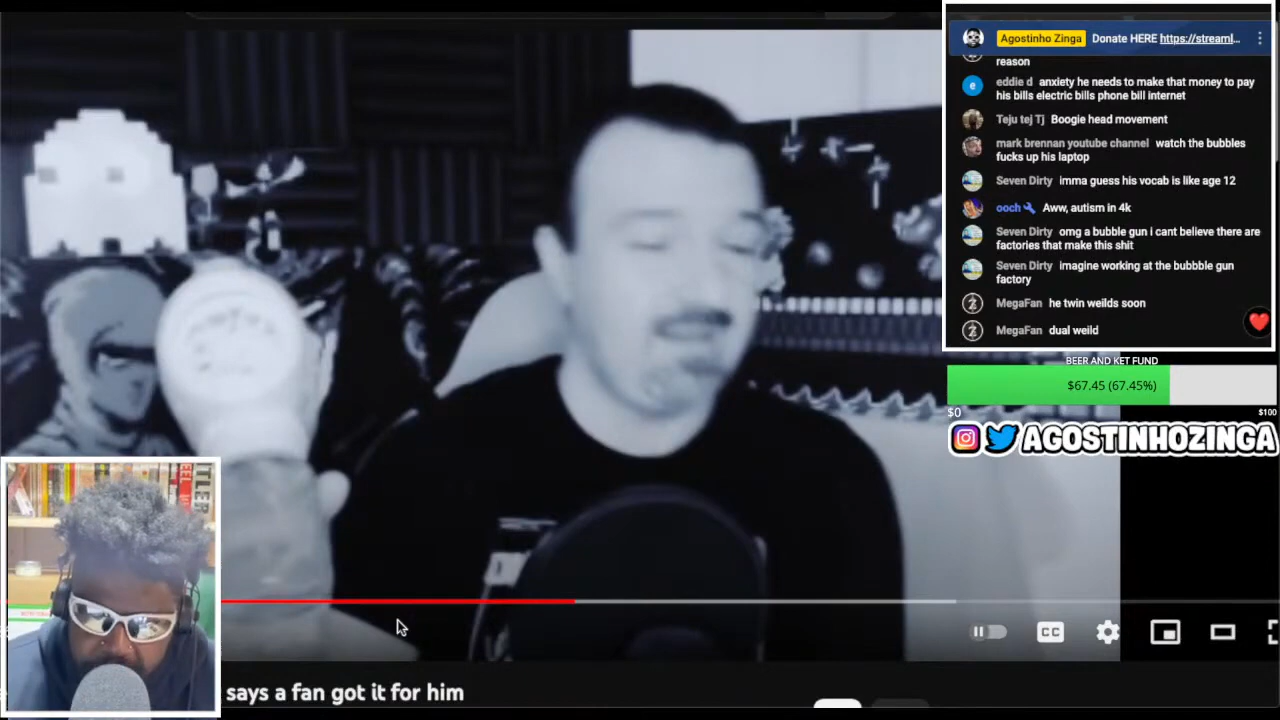 Agostinho Zinga Donate HERE https://streaml...
reason
eddie d anxiety he needs to make that money to pay
his bills electric bills phone bill internet
Teju tej Tj Boogie head movement
mark brennan youtube channel watch the bubbles
fucks up his laptop
Seven Dirty imma guess his vocab is like age 12
ooch Aww, autism in 4k
Seven Dirty omg a bubble gun i cant believe there are
factories that make this shit
Seven Dirty imagine working at the bubbble gun
factory
MegaFan he twin weilds soon
MegaFan dual weild
BEER AND KET FUND
$67.45 (67.45%)
$0 $100
AGOSTINHOZINGA
CC
says a fan got it for him